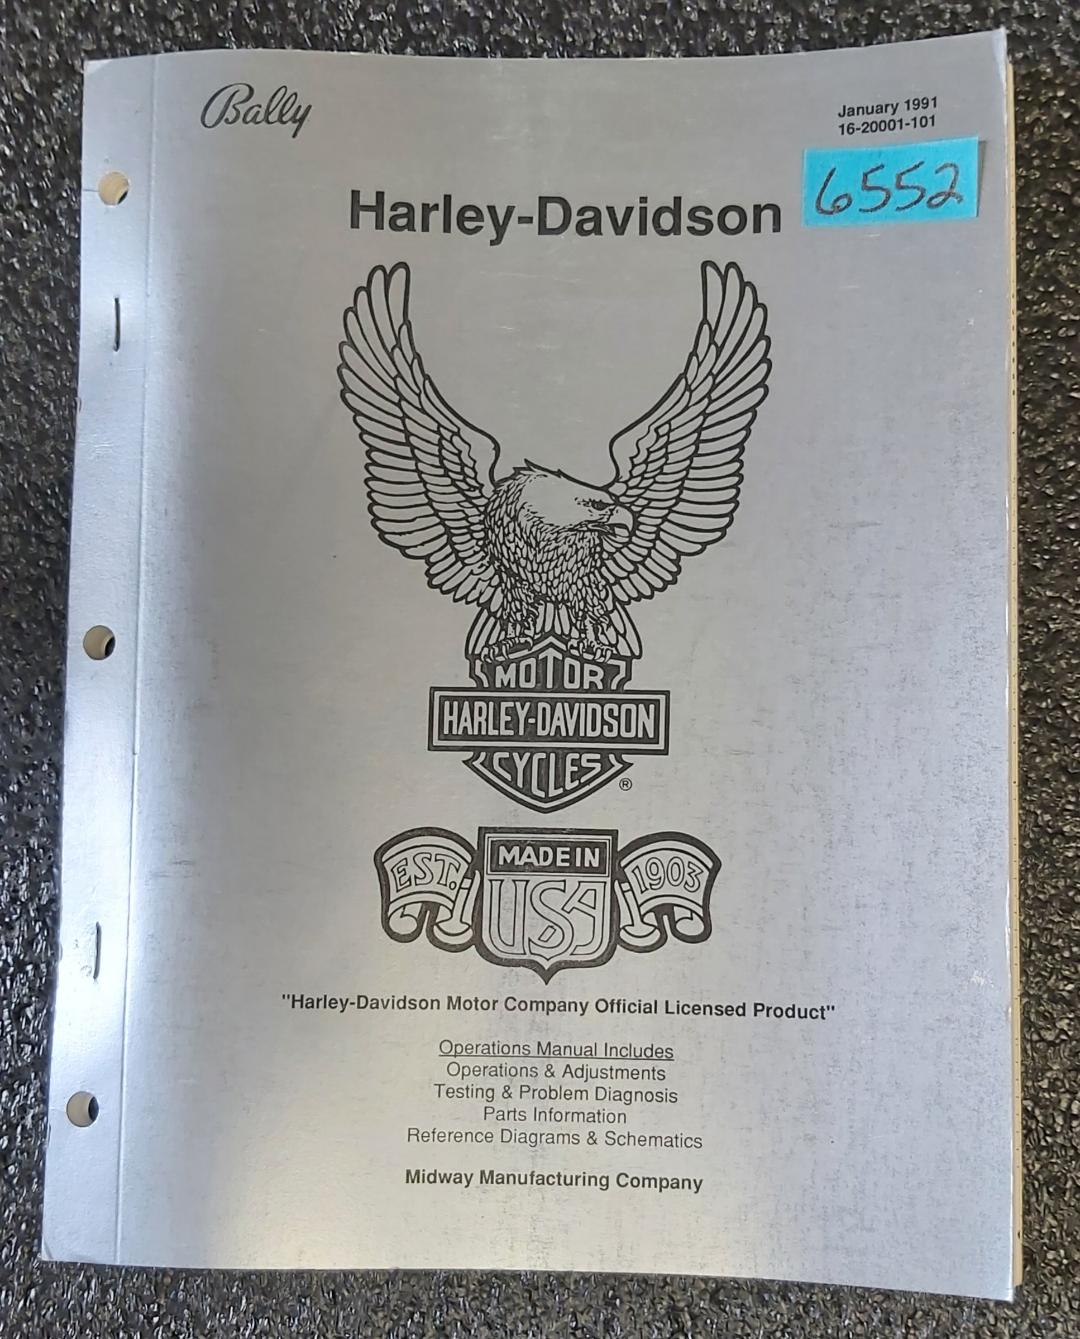 Bally
January 1991
16-20001-101
6552
Harley-Davidson
MOTOR
HARLEY-DAVIDSON
CYCLES
®
EST.
MADE IN
USA
1903
"Harley-Davidson Motor Company Official Licensed Product"
Operations Manual Includes
Operations & Adjustments
Testing & Problem Diagnosis
Parts Information
Reference Diagrams & Schematics
Midway Manufacturing Company